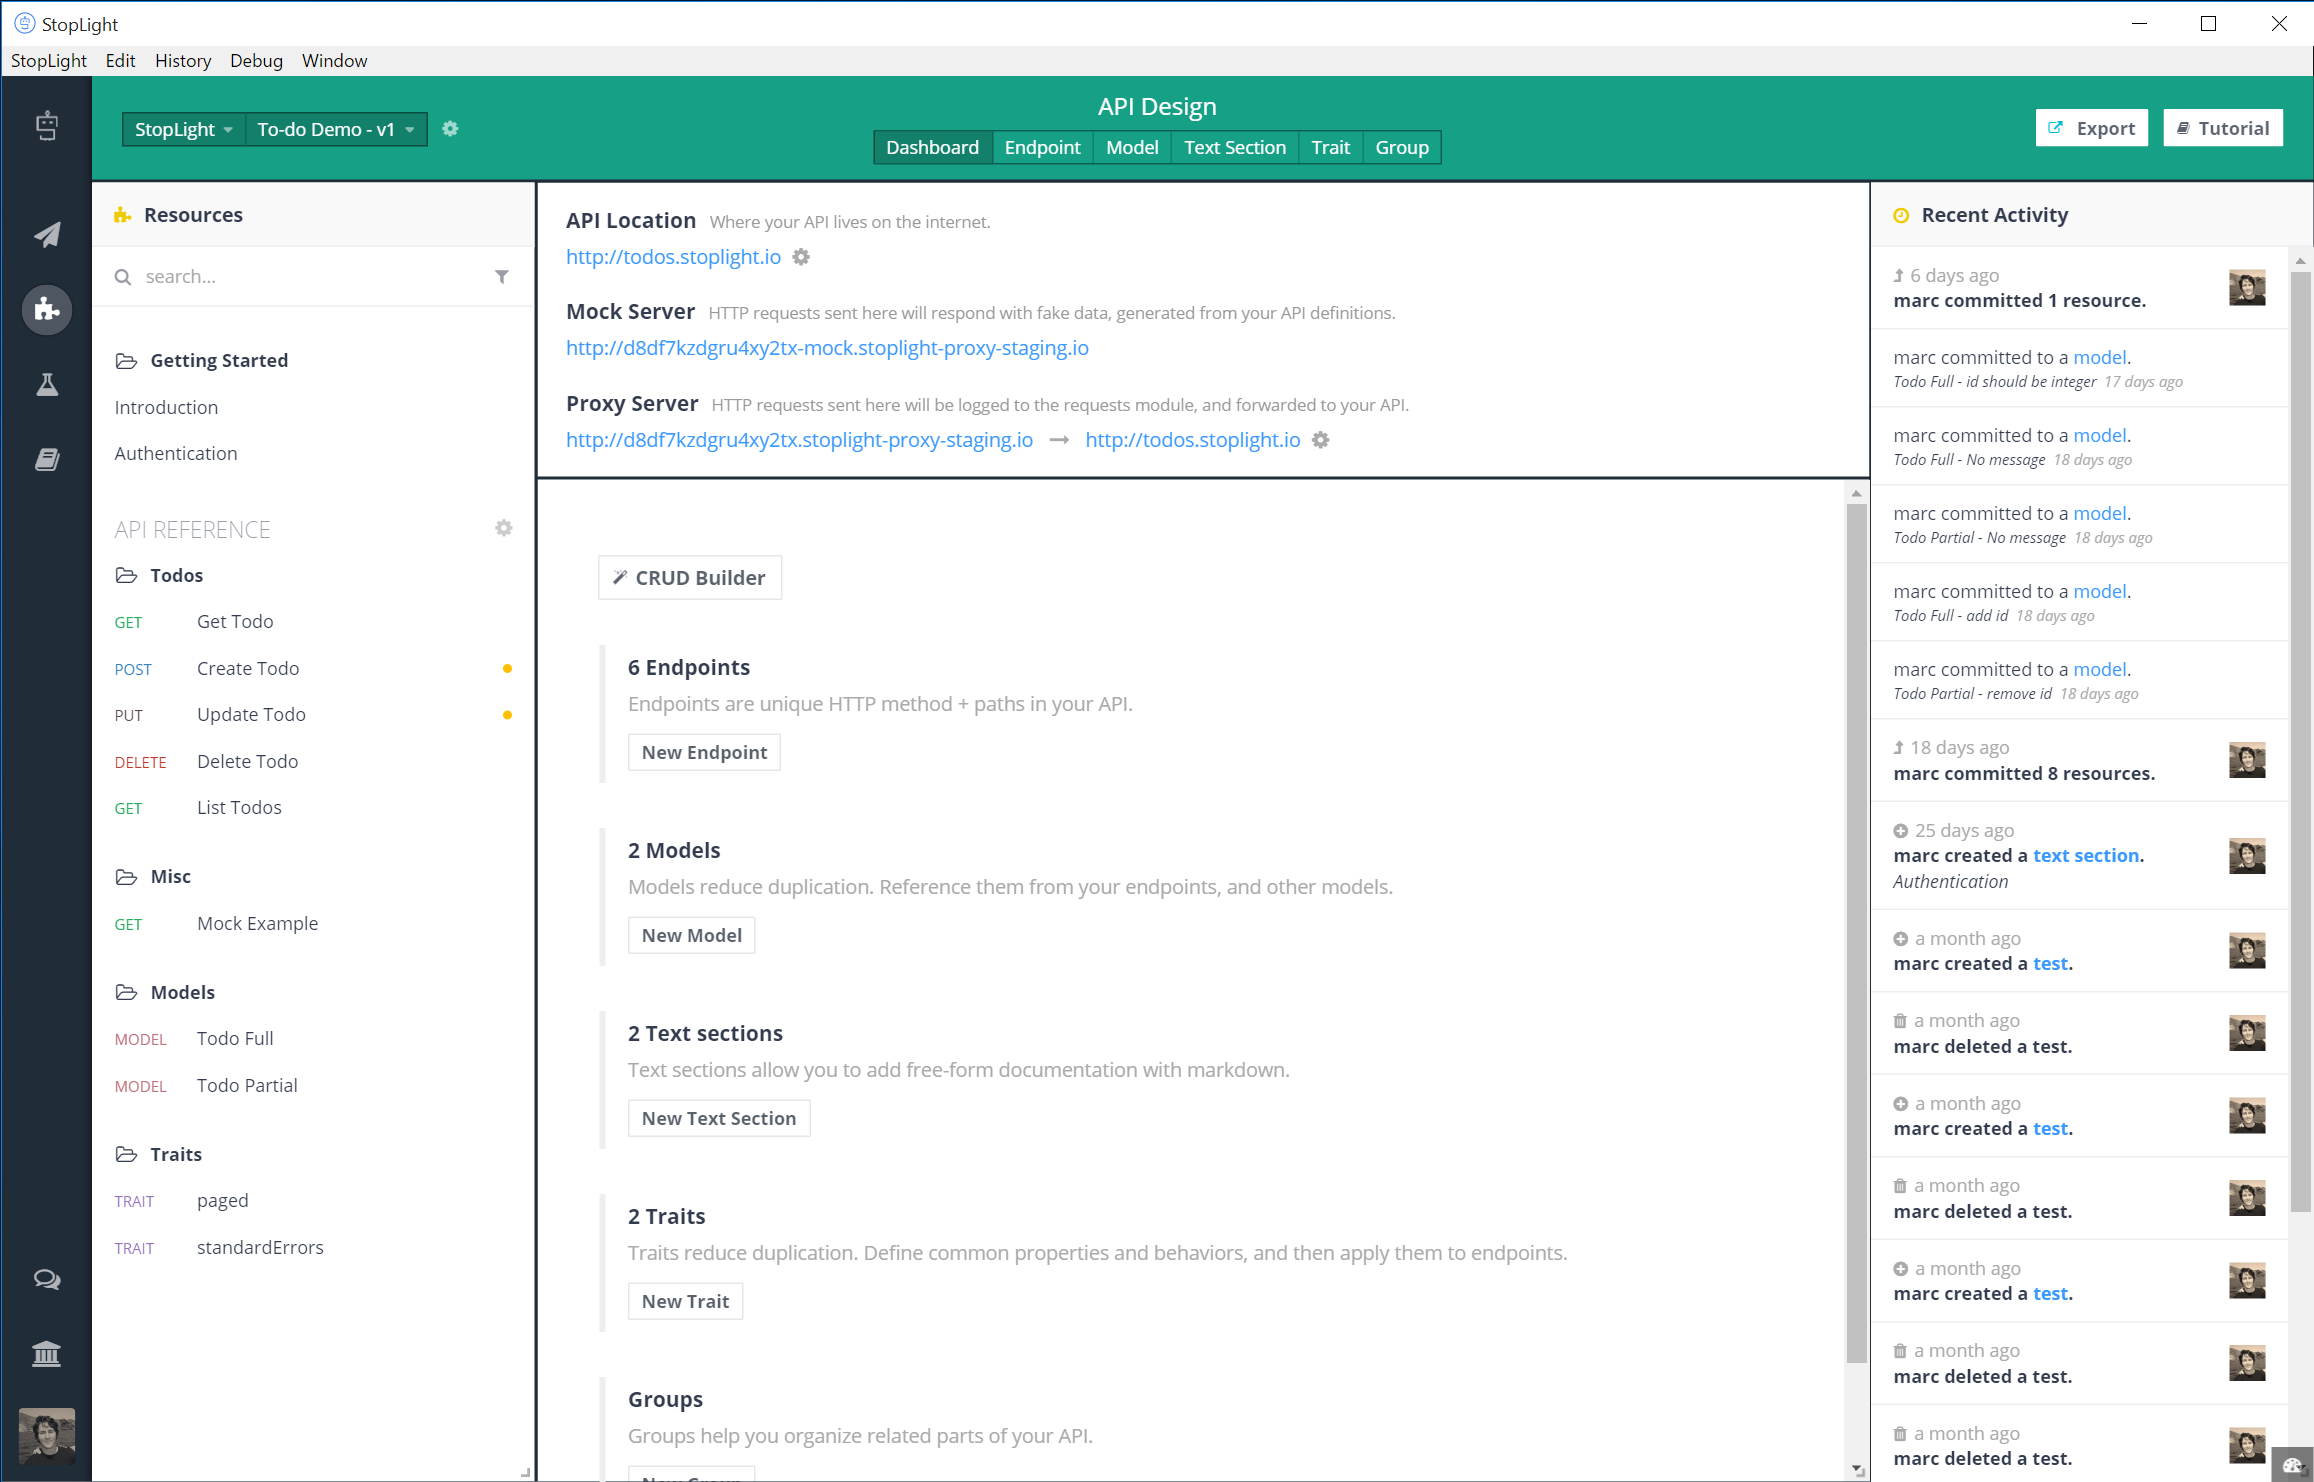 StopLight
StopLight Edit History Debug Window
StopLight To-do Demo - v1
API Design
Dashboard Endpoint Model Text Section Trait Group
Export Tutorial
Resources
search...
Getting Started
Introduction
Authentication
API REFERENCE
Todos
GET Get Todo
POST Create Todo
PUT Update Todo
DELETE Delete Todo
GET List Todos
Misc
GET Mock Example
Models
MODEL Todo Full
MODEL Todo Partial
Traits
TRAIT paged
TRAIT standardErrors
API Location Where your API lives on the internet.
http://todos.stoplight.io
Mock Server HTTP requests sent here will respond with fake data, generated from your API definitions.
http://d8df7kzdgru4xy2tx-mock.stoplight-proxy-staging.io
Proxy Server HTTP requests sent here will be logged to the requests module, and forwarded to your API.
http://d8df7kzdgru4xy2tx.stoplight-proxy-staging.io → http://todos.stoplight.io
CRUD Builder
6 Endpoints
Endpoints are unique HTTP method + paths in your API.
New Endpoint
2 Models
Models reduce duplication. Reference them from your endpoints, and other models.
New Model
2 Text sections
Text sections allow you to add free-form documentation with markdown.
New Text Section
2 Traits
Traits reduce duplication. Define common properties and behaviors, and then apply them to endpoints.
New Trait
Groups
Groups help you organize related parts of your API.
New Group
Recent Activity
6 days ago
marc committed 1 resource.
marc committed to a model.
Todo Full - id should be integer 17 days ago
marc committed to a model.
Todo Full - No message 18 days ago
marc committed to a model.
Todo Partial - No message 18 days ago
marc committed to a model.
Todo Full - add id 18 days ago
marc committed to a model.
Todo Partial - remove id 18 days ago
18 days ago
marc committed 8 resources.
25 days ago
marc created a text section.
Authentication
a month ago
marc created a test.
a month ago
marc deleted a test.
a month ago
marc created a test.
a month ago
marc deleted a test.
a month ago
marc created a test.
a month ago
marc deleted a test.
a month ago
marc deleted a test.